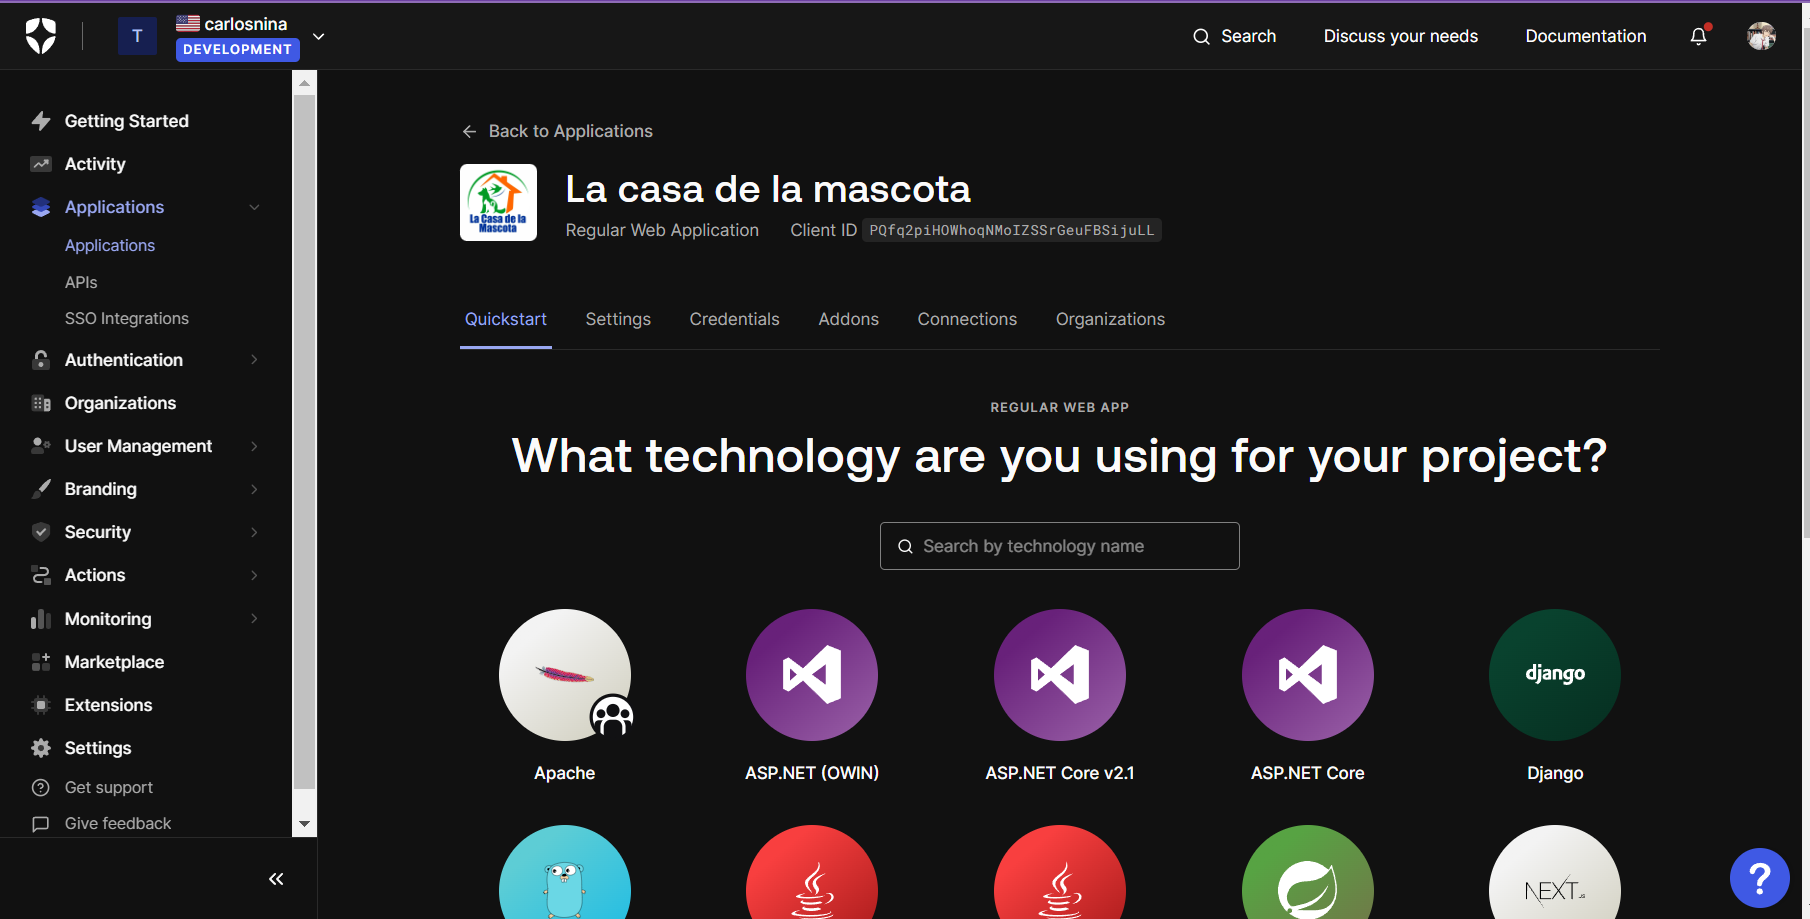 T
carlosnina
DEVELOPMENT
Search
Discuss your needs
Documentation
Getting Started
Activity
Applications
Applications
APIs
SSO Integrations
Authentication
Organizations
User Management
Branding
Security
Actions
Monitoring
Marketplace
Extensions
Settings
Get support
Give feedback
Back to Applications
La Casa de la
Mascota
La casa de la mascota
Regular Web Application
Client ID PQfq2piHOWhoqNMoIZSSrGeuFBSijuLL
Quickstart
Settings
Credentials
Addons
Connections
Organizations
REGULAR WEB APP
What technology are you using for your project?
Search by technology name
django
Apache
ASP.NET (OWIN)
ASP.NET Core v2.1
ASP.NET Core
Django
NEXT.JS
?